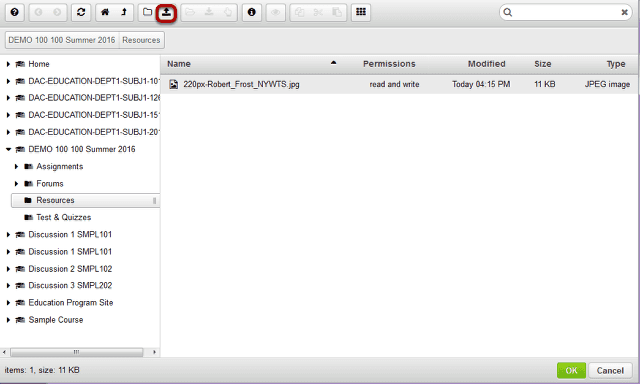 DEMO 100 100 Summer 2016 Resources
Name Permissions Modified Size Type
220px-Robert_Frost_NYWTS.jpg read and write Today 04:15 PM 11 KB JPEG image
Home
DAC-EDUCATION-DEPT1-SUBJ1-101
DAC-EDUCATION-DEPT1-SUBJ1-126
DAC-EDUCATION-DEPT1-SUBJ1-151
DAC-EDUCATION-DEPT1-SUBJ1-201
DEMO 100 100 Summer 2016
Assignments
Forums
Resources
Test & Quizzes
Discussion 1 SMPL101
Discussion 1 SMPL101
Discussion 2 SMPL102
Discussion 3 SMPL202
Education Program Site
Sample Course
items: 1, size: 11 KB
OK Cancel